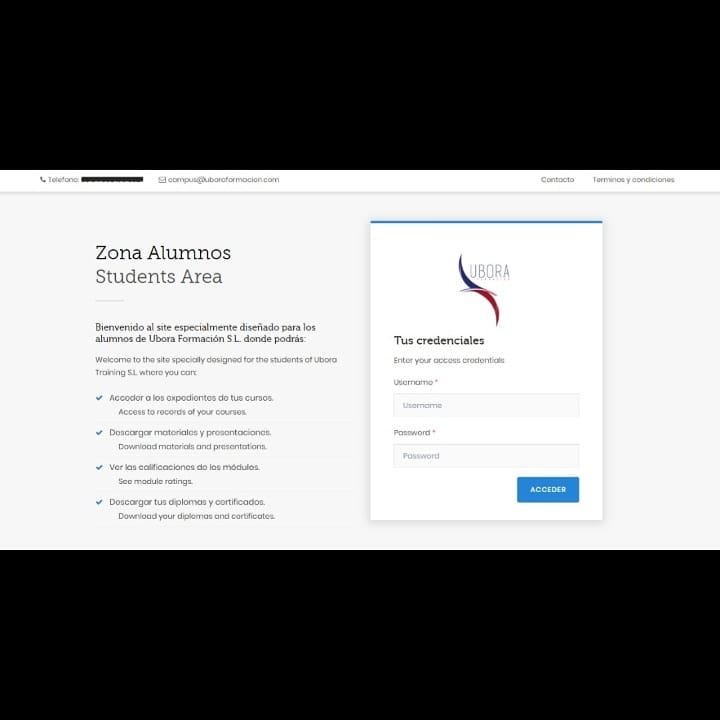 Telefono:
campus@uboraformacion.com
Contacto
Terminos y condiciones
Zona Alumnos
Students Area
Bienvenido al site especialmente diseñado para los
alumnos de Ubora Formación S.L. donde podrás:
Welcome to the site specially designed for the students of Ubora
Training S.L where you can:
Acceder a los expedientes de tus cursos.
Access to records of your courses.
Descargar materiales y presentaciones.
Download materials and presentations.
Ver las calificaciones de los módulos.
See module ratings.
Descargar tus diplomas y certificados.
Download your diplomas and certificates.
UBORA
Tus credenciales
Enter your access credentials
Username *
Username
Password *
Password
ACCEDER